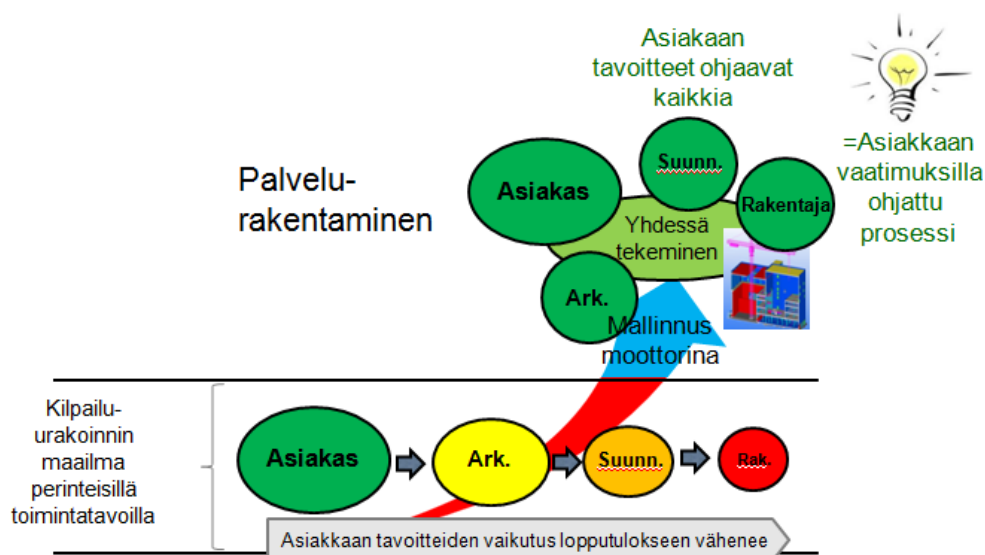 Asiakaan
tavoitteet ohjaavat
kaikkia
=Asiakkaan
vaatimuksilla
ohjattu
prosessi
Palvelu-
rakentaminen
Asiakas
Suunn.
Rakentaja
Yhdessä
tekeminen
Ark.
Mallinnus
moottorina
Kilpailu-
urakoinnin
maailma
perinteisillä
toimintatavoilla
Asiakas
Ark.
Suunn.
Rak.
Asiakkaan tavoitteiden vaikutus lopputulokseen vähenee